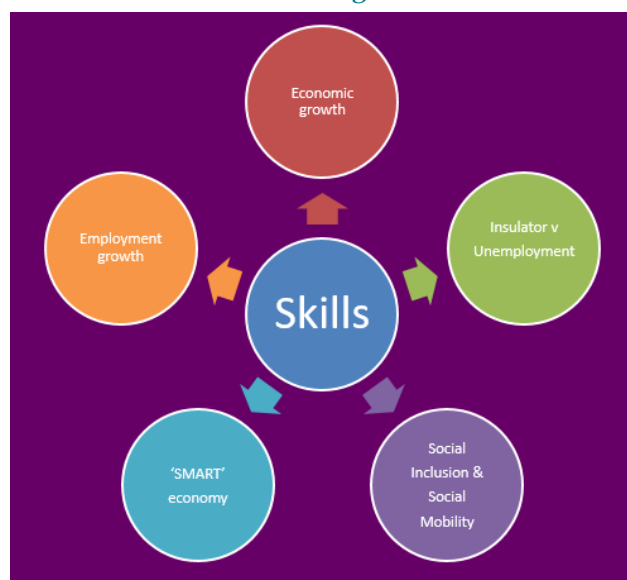 Economic
growth
Insulator v
Unemployment
Employment
growth
Skills
Social
Inclusion &
Social
Mobility
‘SMART’
economy